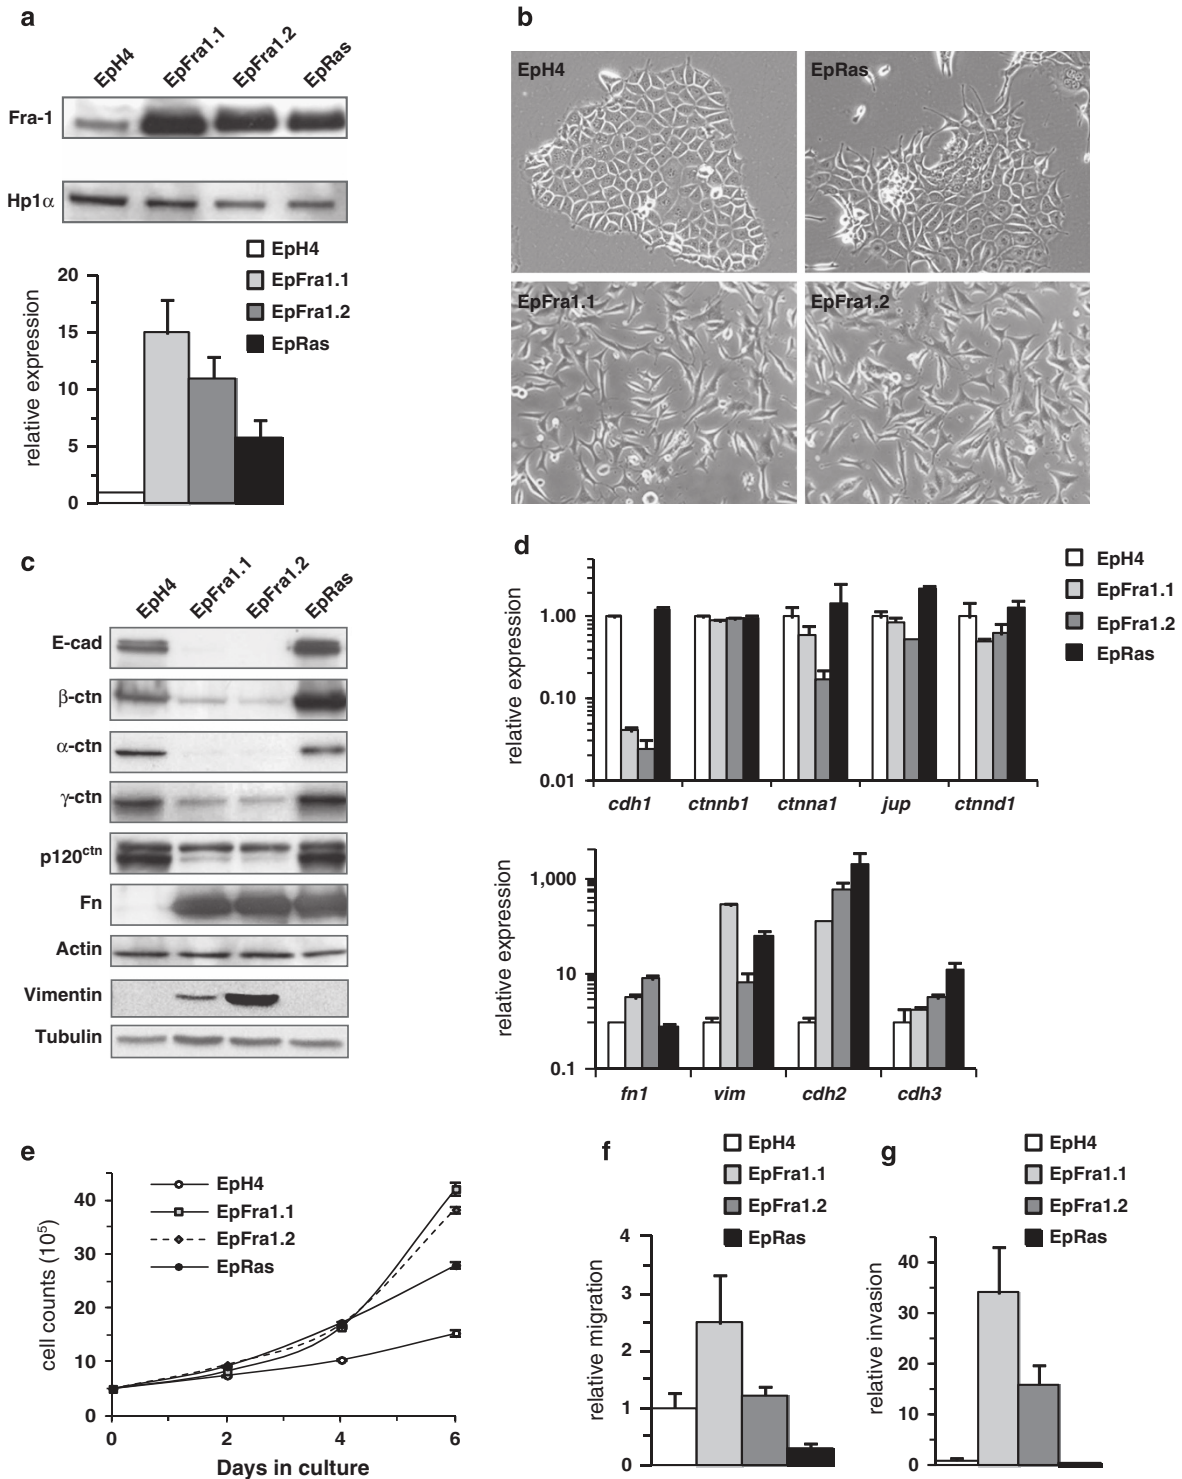 a
EpH4 EpFra1.1 EpFra1.2 EpRas
Fra-1
Hp1α
EpH4
EpFra1.1
EpFra1.2
EpRas
relative expression
20
15
10
5
0
b
EpH4
EpRas
EpFra1.1
EpFra1.2
c
EpH4 EpFra1.1 EpFra1.2 EpRas
E-cad
β-ctn
α-ctn
γ-ctn
p120ctn
Fn
Actin
Vimentin
Tubulin
d
EpH4
EpFra1.1
EpFra1.2
EpRas
relative expression
1.00
0.10
0.01
cdh1 ctnnb1 ctnna1 jup ctnnd1
relative expression
1,000
10
0.1
fn1 vim cdh2 cdh3
e
EpH4
EpFra1.1
EpFra1.2
EpRas
cell counts (10⁵)
40
30
20
10
0
0 2 4 6
Days in culture
f
EpH4
EpFra1.1
EpFra1.2
EpRas
relative migration
4
3
2
1
0
g
EpH4
EpFra1.1
EpFra1.2
EpRas
relative invasion
40
30
20
10
0